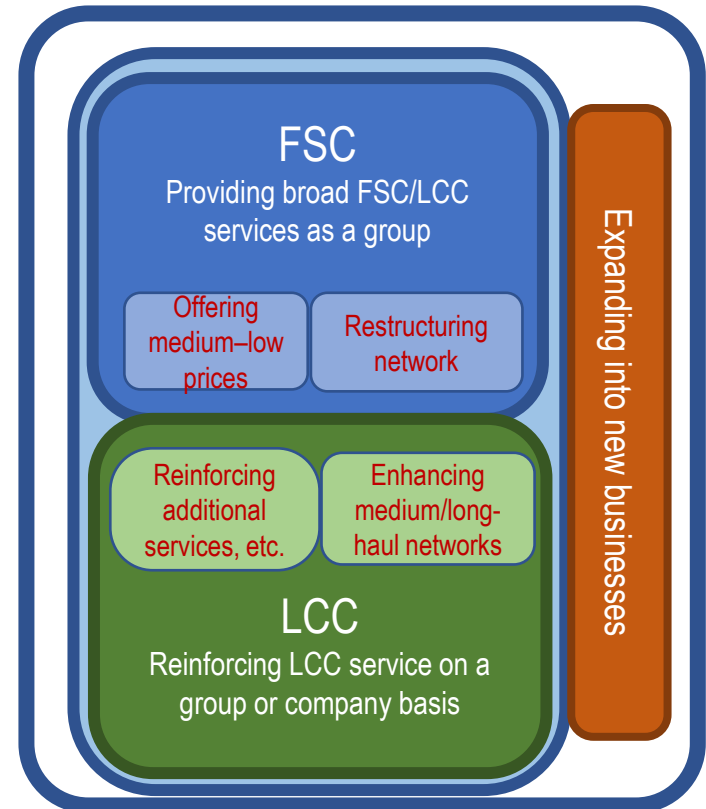 FSC
Providing broad FSC/LCC
services as a group
Offering
medium–low
prices
Restructuring
network
Reinforcing
additional
services, etc.
Enhancing
medium/long-
haul networks
LCC
Reinforcing LCC service on a
group or company basis
Expanding into new businesses